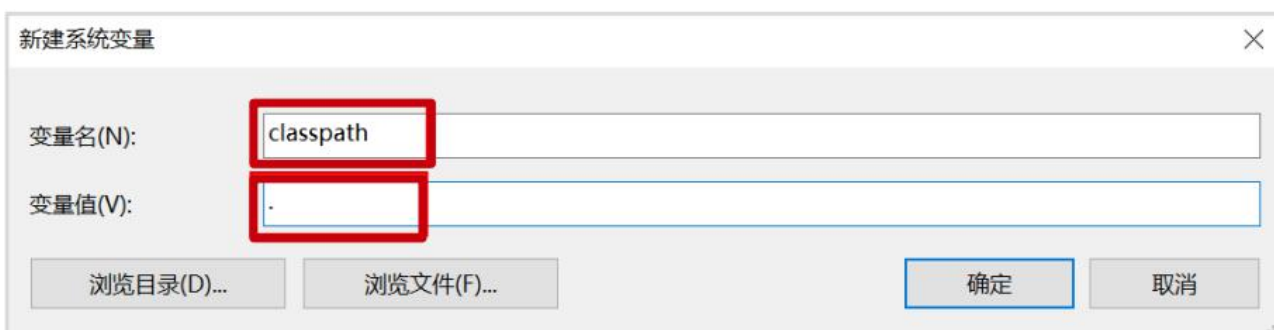 新建系统变量
变量名(N):
classpath
变量值(V):
.
浏览目录(D)... 浏览文件(F)... 确定 取消